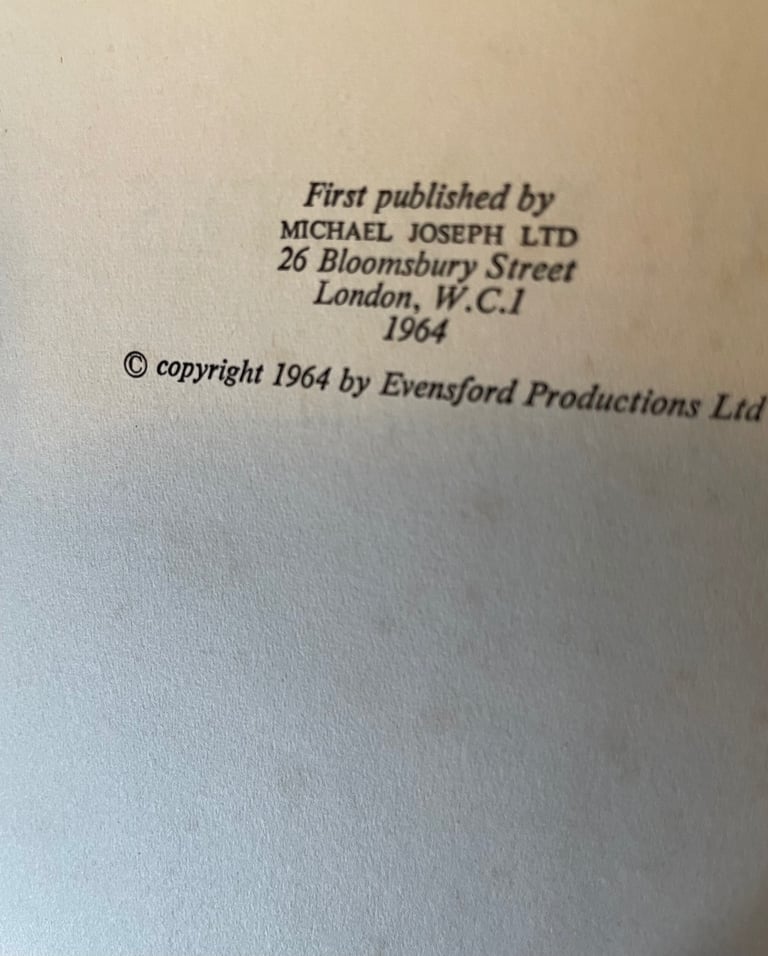 First published by
MICHAEL JOSEPH LTD
26 Bloomsbury Street
London, W.C.1
1964
© copyright 1964 by Evensford Productions Ltd